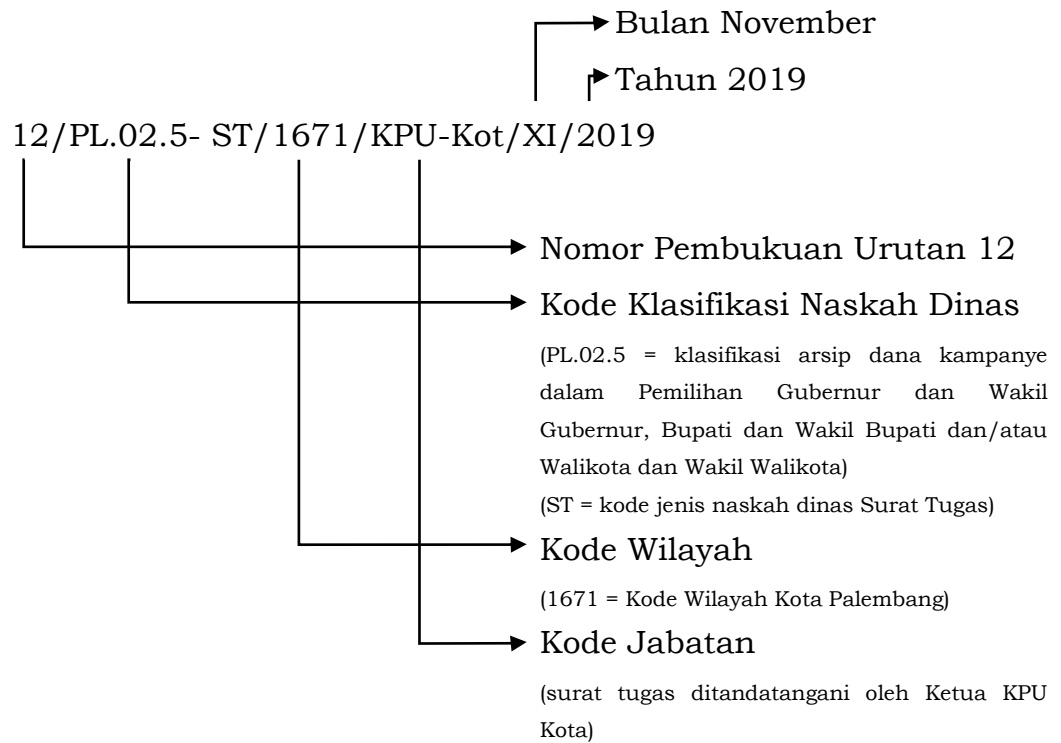 Bulan November
Tahun 2019
12/PL.02.5- ST/1671/KPU-Kot/XI/2019
Nomor Pembukuan Urutan 12
Kode Klasifikasi Naskah Dinas
(PL.02.5 = klasifikasi arsip dana kampanye
dalam Pemilihan Gubernur dan Wakil
Gubernur, Bupati dan Wakil Bupati dan/atau
Walikota dan Wakil Walikota)
(ST = kode jenis naskah dinas Surat Tugas)
Kode Wilayah
(1671 = Kode Wilayah Kota Palembang)
Kode Jabatan
(surat tugas ditandatangani oleh Ketua KPU
Kota)